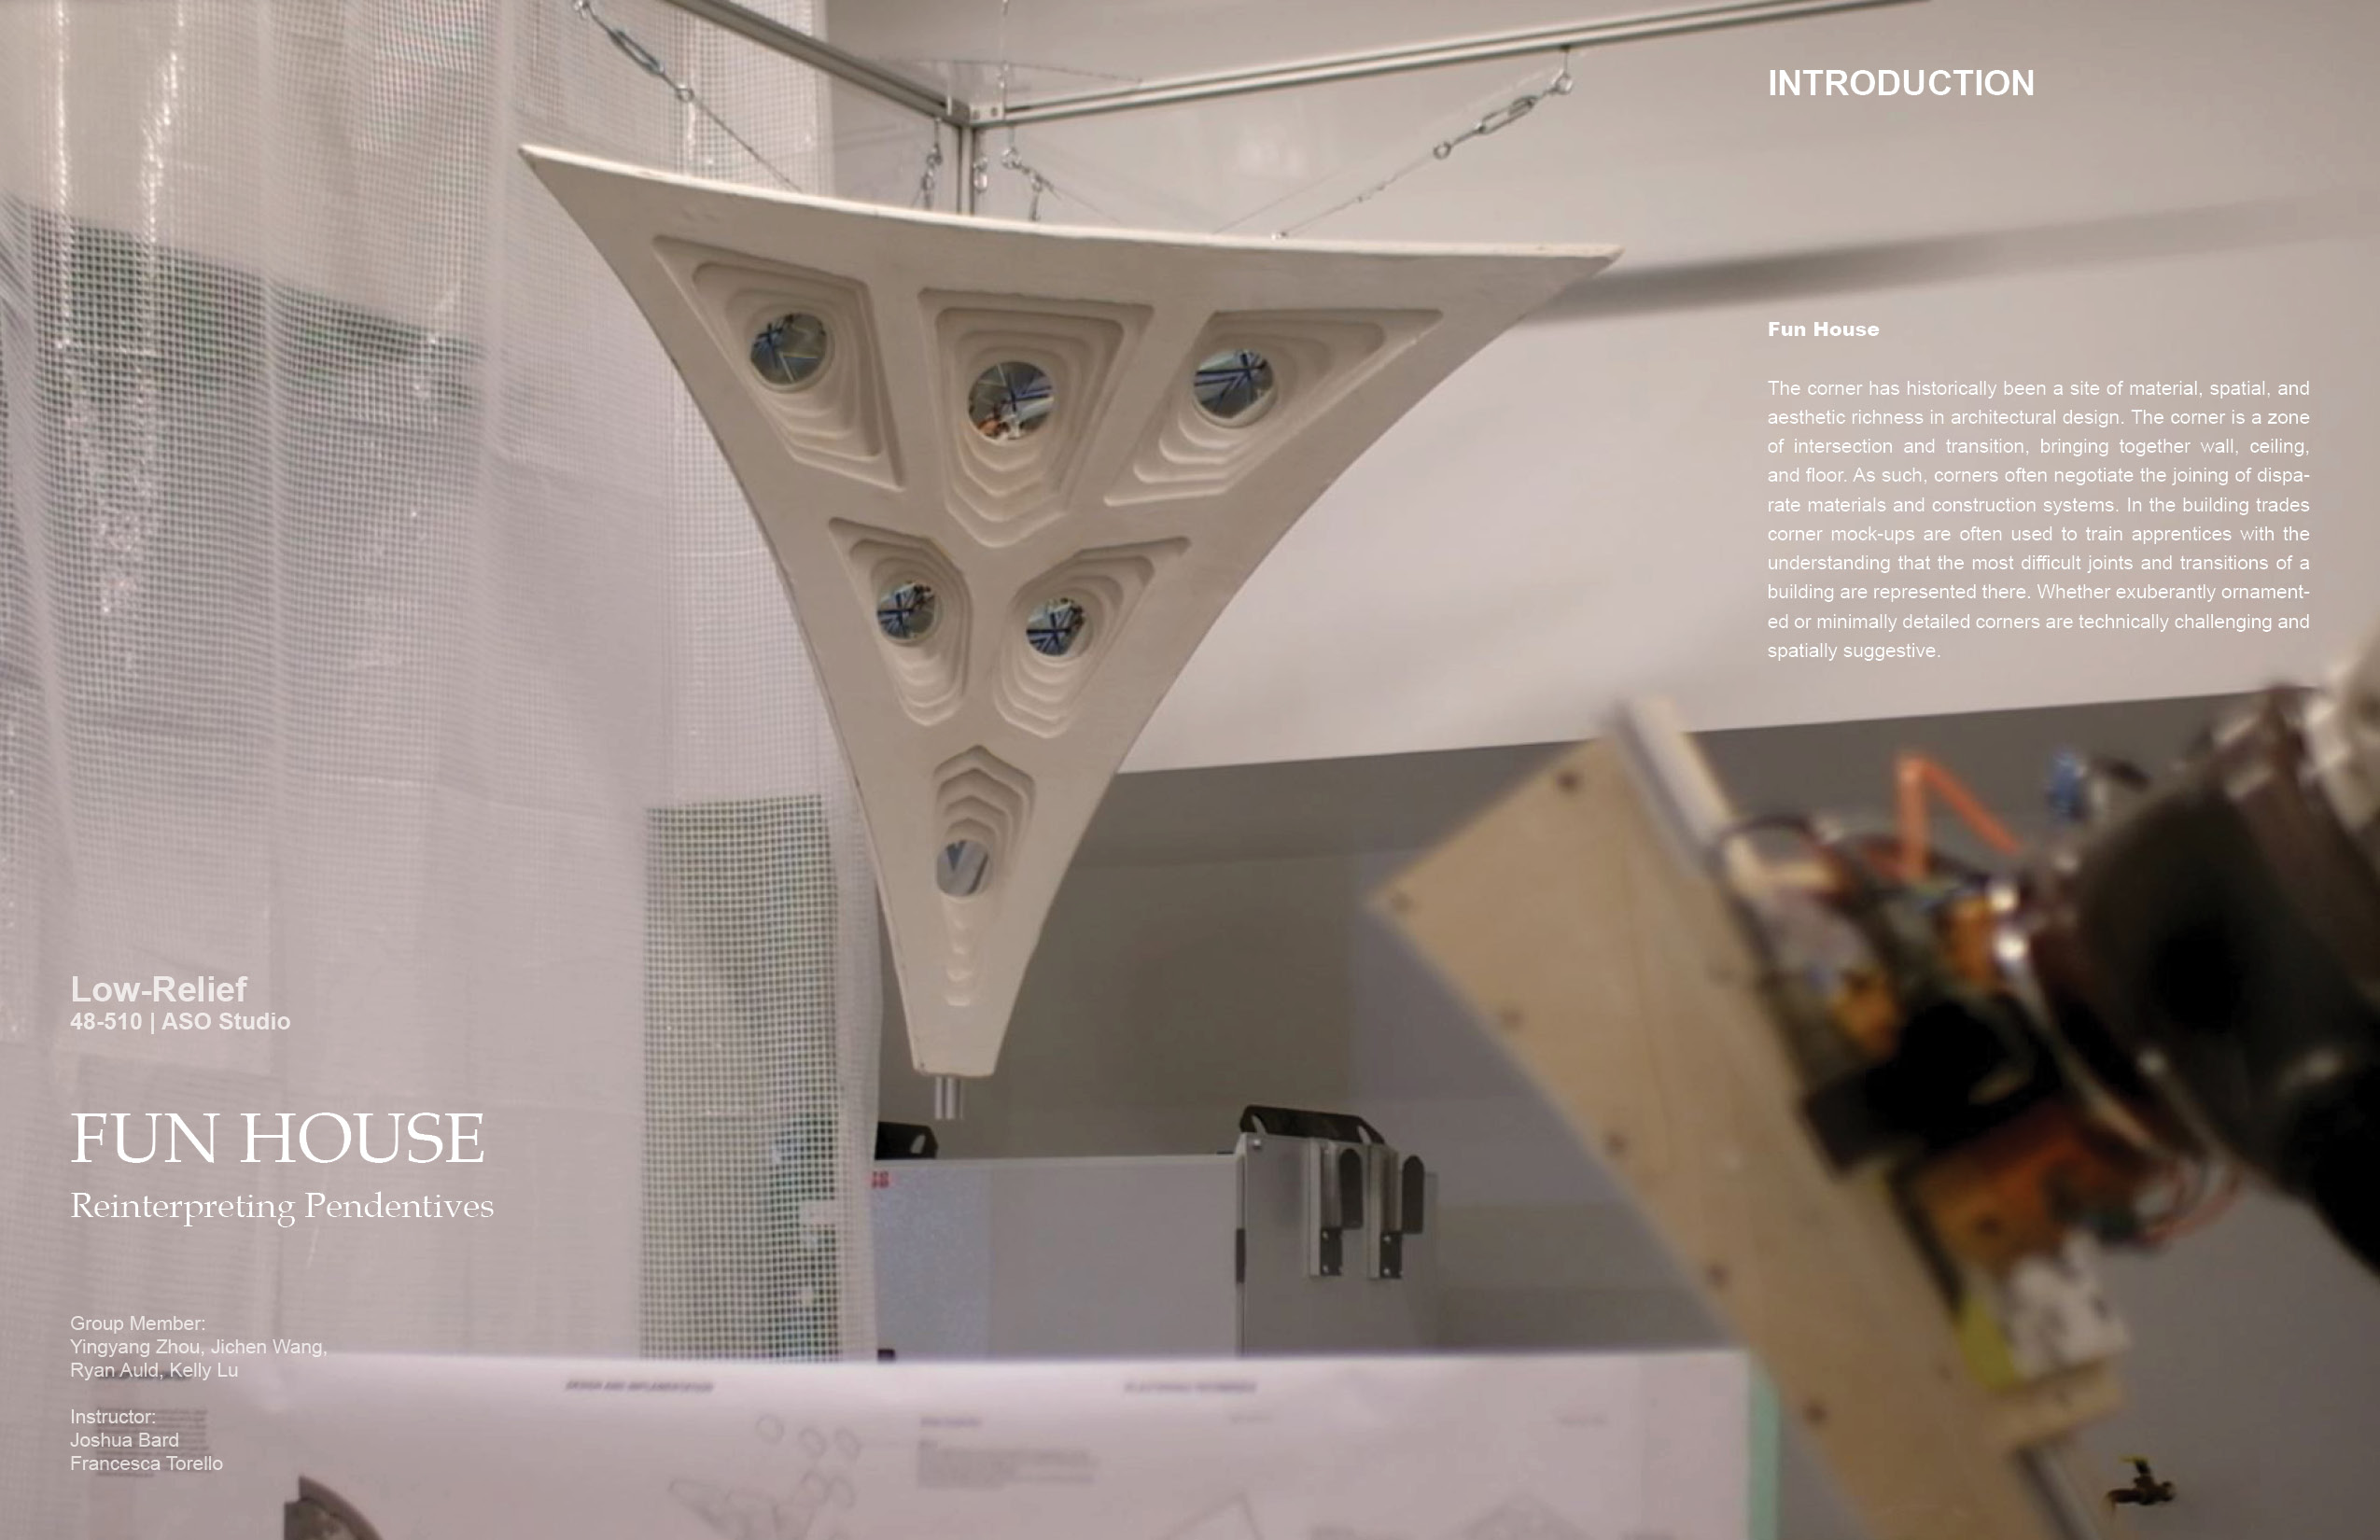 INTRODUCTION
Fun House
The corner has historically been a site of material, spatial, and
aesthetic richness in architectural design. The corner is a zone
of intersection and transition, bringing together wall, ceiling,
and floor. As such, corners often negotiate the joining of dispa-
rate materials and construction systems. In the building trades
corner mock-ups are often used to train apprentices with the
understanding that the most difficult joints and transitions of a
building are represented there. Whether exuberantly ornament-
ed or minimally detailed corners are technically challenging and
spatially suggestive.
Low-Relief
48-510 | ASO Studio
FUN HOUSE
Reinterpreting Pendentives
Group Member:
Yingyang Zhou, Jichen Wang,
Ryan Auld, Kelly Lu
Instructor:
Joshua Bard
Francesca Torello
DESIGN AND IMPLEMENTATION